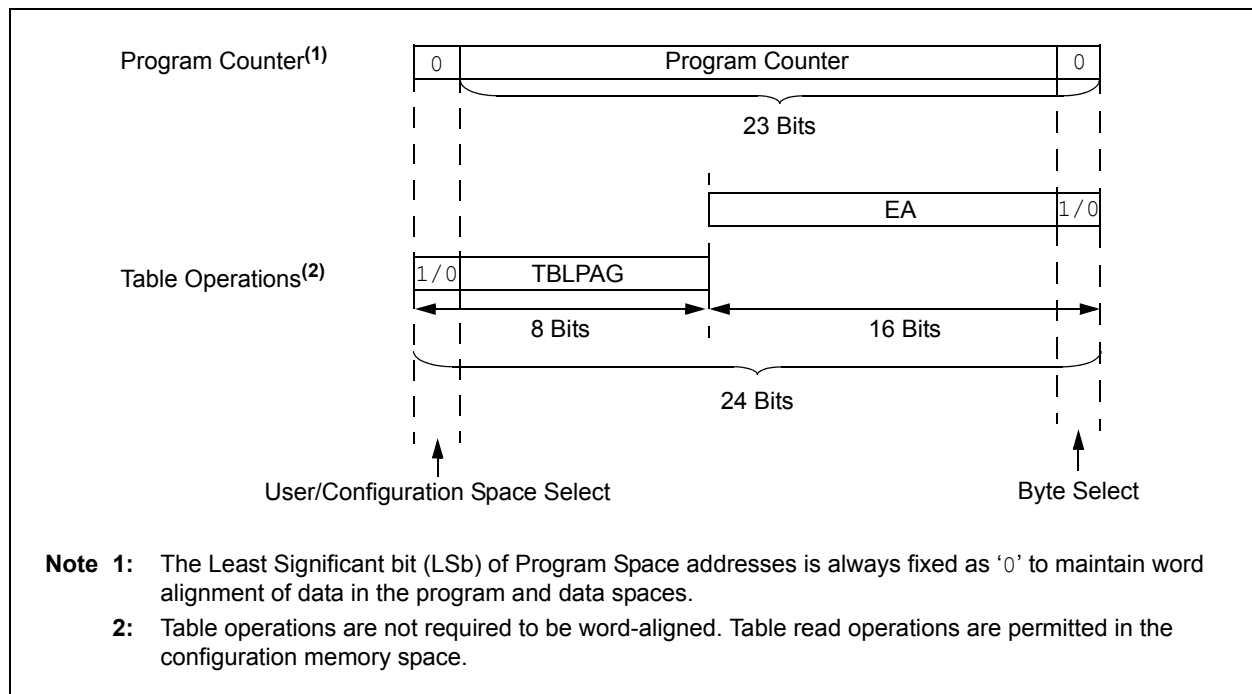 Program Counter(1)
0
Program Counter
0
23 Bits
EA
1/0
Table Operations(2)
1/0
TBLPAG
8 Bits
16 Bits
24 Bits
User/Configuration Space Select
Byte Select
Note 1: The Least Significant bit (LSb) of Program Space addresses is always fixed as ‘0’ to maintain word
alignment of data in the program and data spaces.
2: Table operations are not required to be word-aligned. Table read operations are permitted in the
configuration memory space.